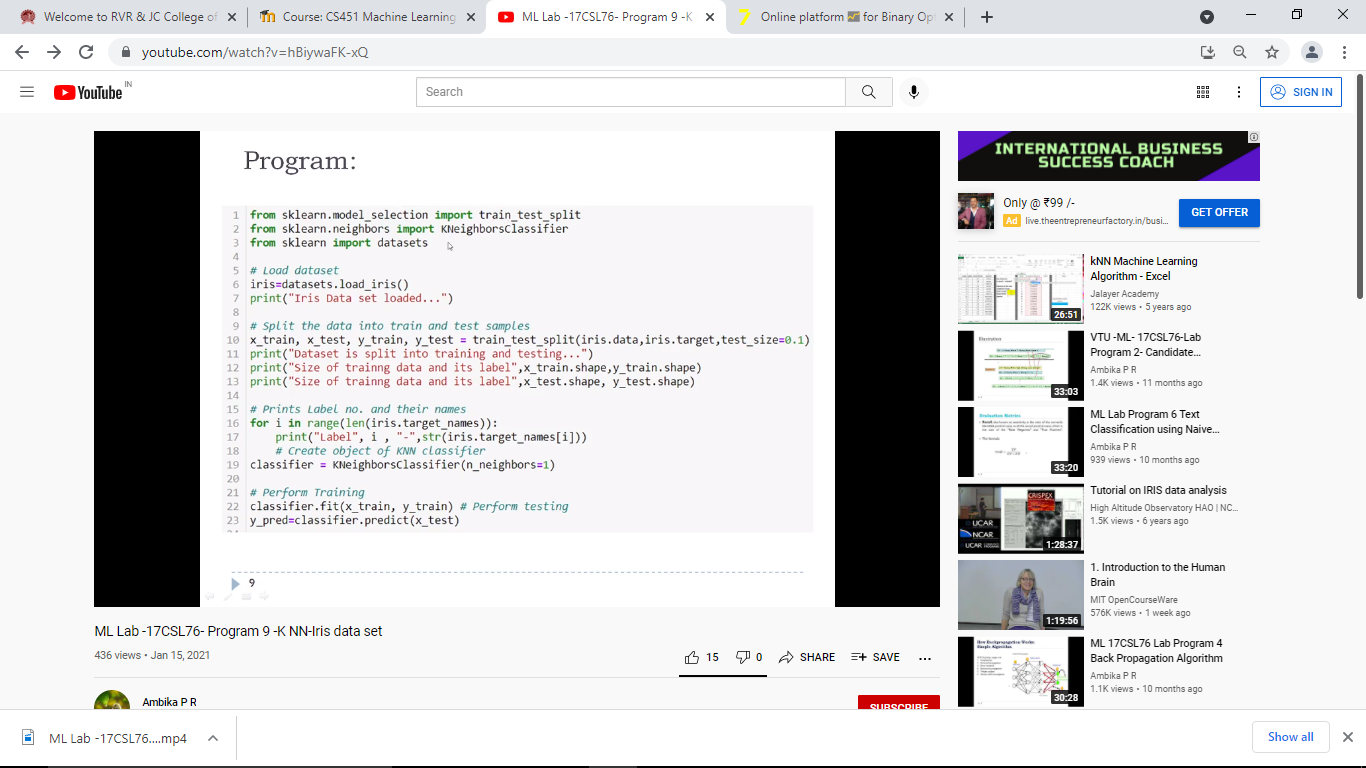 Welcome to RVR & JC College of
Course: CS451 Machine Learning
ML Lab -17CSL76- Program 9 -K
Online platform for Binary Opt
youtube.com/watch?v=hBiywaFK-xQ
YouTube IN
Search
SIGN IN
Program:
1 from sklearn.model_selection import train_test_split
2 from sklearn.neighbors import KNeighborsClassifier
3 from sklearn import datasets
4
5 # Load dataset
6 iris=datasets.load_iris()
7 print("Iris Data set loaded...")
8
9 # Split the data into train and test samples
10 x_train, x_test, y_train, y_test = train_test_split(iris.data,iris.target,test_size=0.1)
11 print("Dataset is split into training and testing...")
12 print("Size of trainng data and its label",x_train.shape,y_train.shape)
13 print("Size of trainng data and its label",x_test.shape, y_test.shape)
14
15 # Prints Label no. and their names
16 for i in range(len(iris.target_names)):
17 print("Label", i , "-",str(iris.target_names[i]))
18 # Create object of KNN classifier
19 classifier = KNeighborsClassifier(n_neighbors=1)
20
21 # Perform Training
22 classifier.fit(x_train, y_train) # Perform testing
23 y_pred=classifier.predict(x_test)
9
ML Lab -17CSL76- Program 9 -K NN-Iris data set
436 views • Jan 15, 2021
15
0
SHARE
SAVE
Ambika P R
SUBSCRIBE
INTERNATIONAL BUSINESS
SUCCESS COACH
Only @ ₹99 /-
Ad live.theentrepreneurfactory.in/busi...
GET OFFER
kNN Machine Learning
Algorithm - Excel
Jalayer Academy
122K views • 5 years ago
26:51
VTU -ML- 17CSL76-Lab
Program 2- Candidate...
Ambika P R
1.4K views • 11 months ago
33:03
ML Lab Program 6 Text
Classification using Naive...
Ambika P R
939 views • 10 months ago
33:20
Tutorial on IRIS data analysis
High Altitude Observatory HAO | NC...
1.5K views • 6 years ago
CRISPEX
UCAR
NCAR
UCAR
1:28:37
1. Introduction to the Human
Brain
MIT OpenCourseWare
576K views • 1 week ago
1:19:56
ML 17CSL76 Lab Program 4
Back Propagation Algorithm
Ambika P R
1.1K views • 10 months ago
How Backpropagation Works:
Simple Algorithm
30:28
ML Lab -17CSL76....mp4
Show all